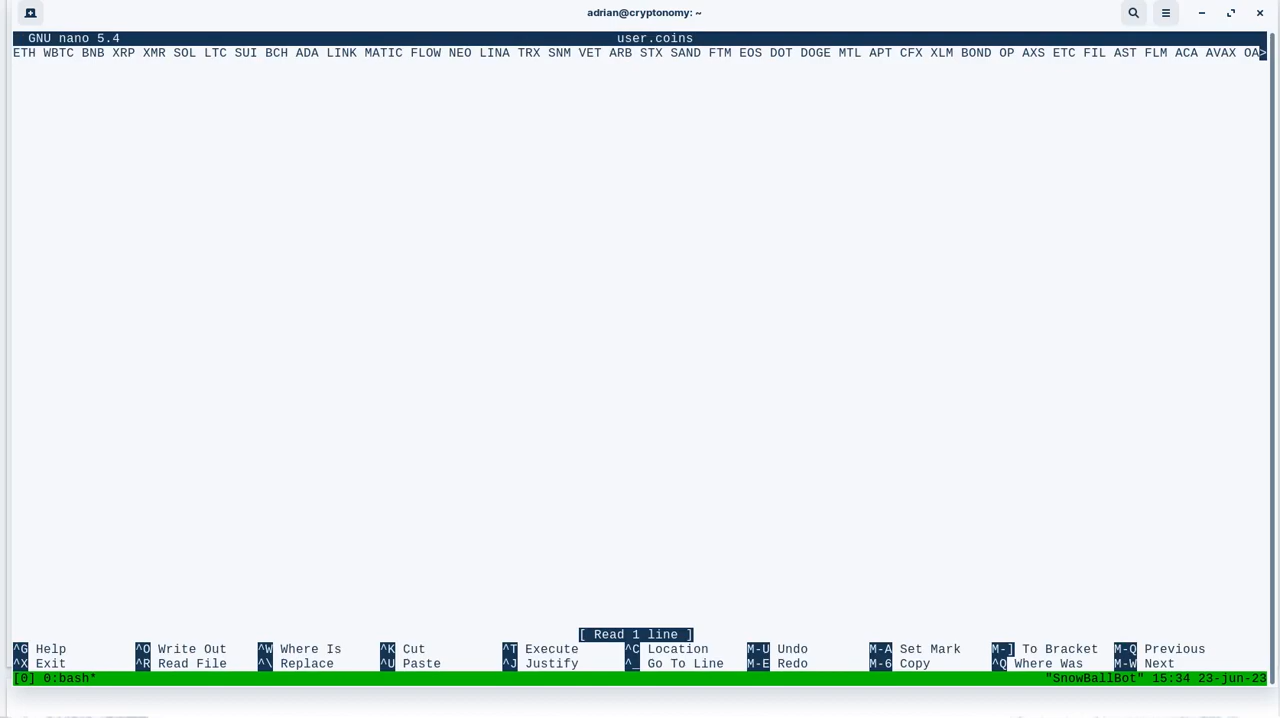 adrian@cryptonomy: ~
GNU nano 5.4 user.coins
ETH WBTC BNB XRP XMR SOL LTC SUI BCH ADA LINK MATIC FLOW NEO LINA TRX SNM VET ARB STX SAND FTM EOS DOT DOGE MTL APT CFX XLM BOND OP AXS ETC FIL AST FLM ACA AVAX OA>
[ Read 1 line ]
^G Help ^O Write Out ^W Where Is ^K Cut ^T Execute ^C Location M-U Undo M-A Set Mark M-] To Bracket M-Q Previous
^X Exit ^R Read File ^\ Replace ^U Paste ^J Justify ^_ Go To Line M-E Redo M-6 Copy ^Q Where Was M-W Next
[0] 0:bash* "SnowBallBot" 15:34 23-jun-23